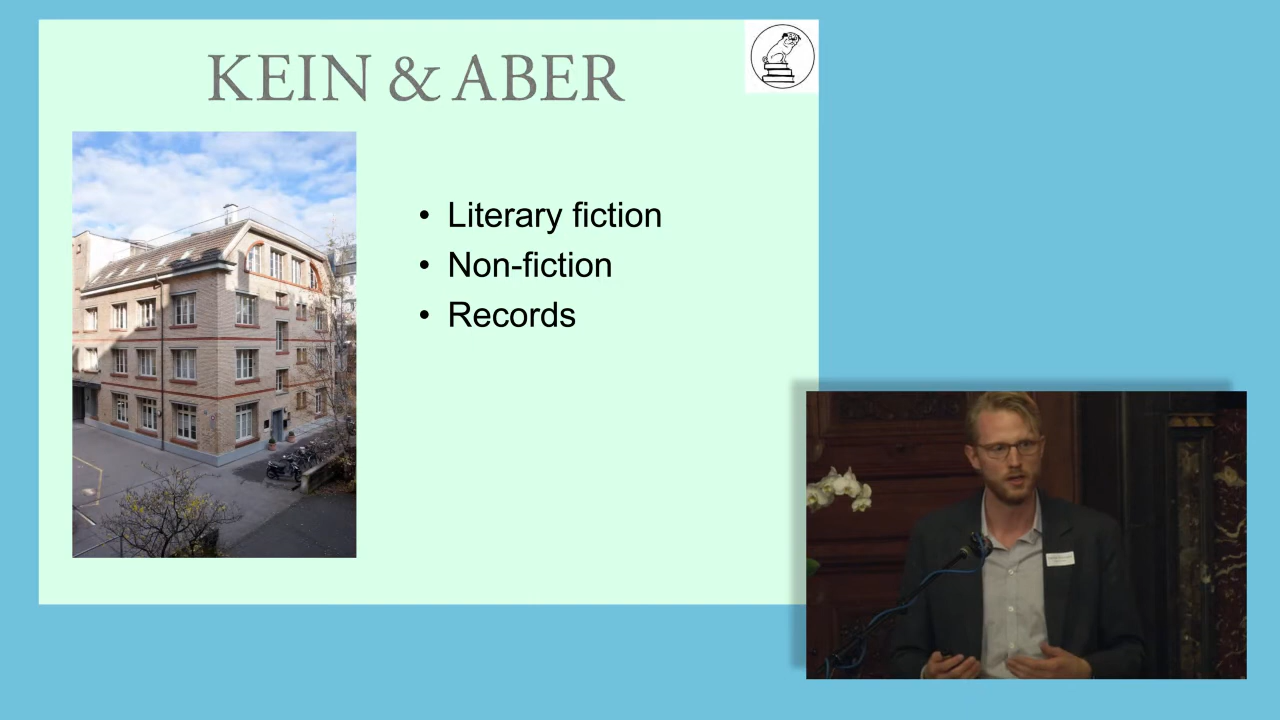 KEIN & ABER
• Literary fiction
• Non-fiction
• Records